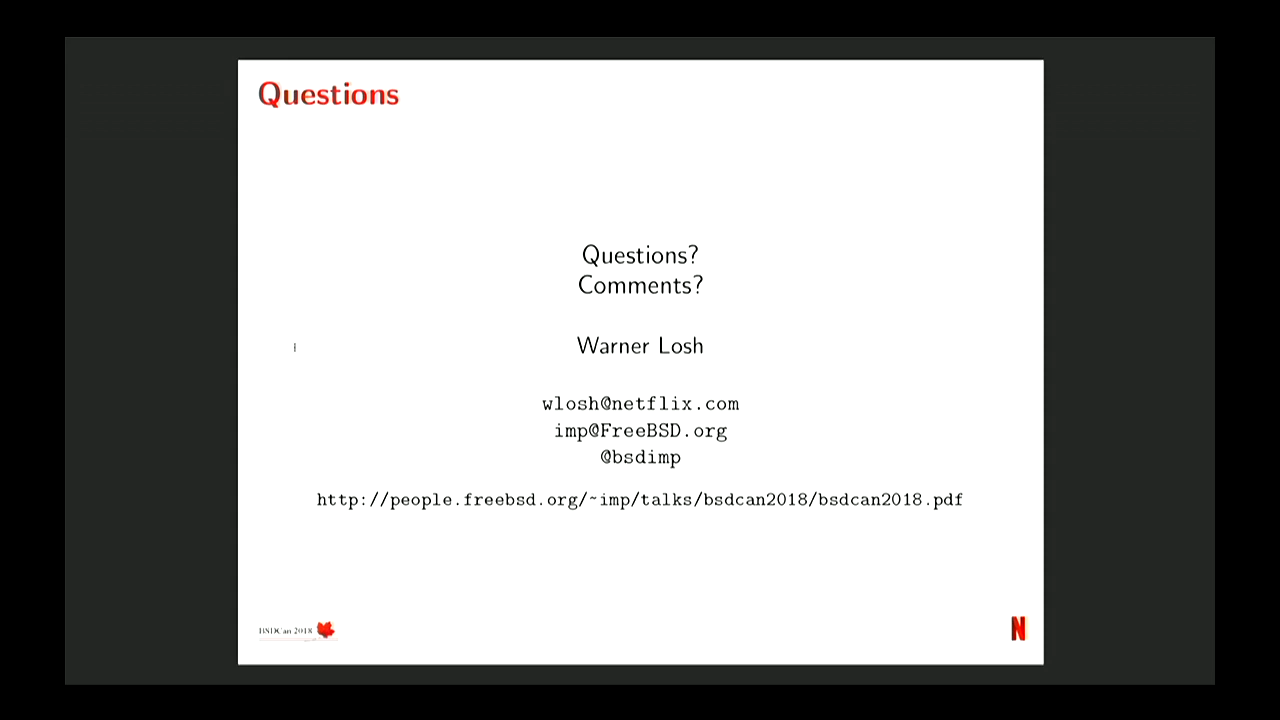 Questions
Questions?
Comments?
Warner Losh
wlosh@netflix.com
imp@FreeBSD.org
@bsdimp
http://people.freebsd.org/~imp/talks/bsdcan2018/bsdcan2018.pdf
BSDCan 2018
N